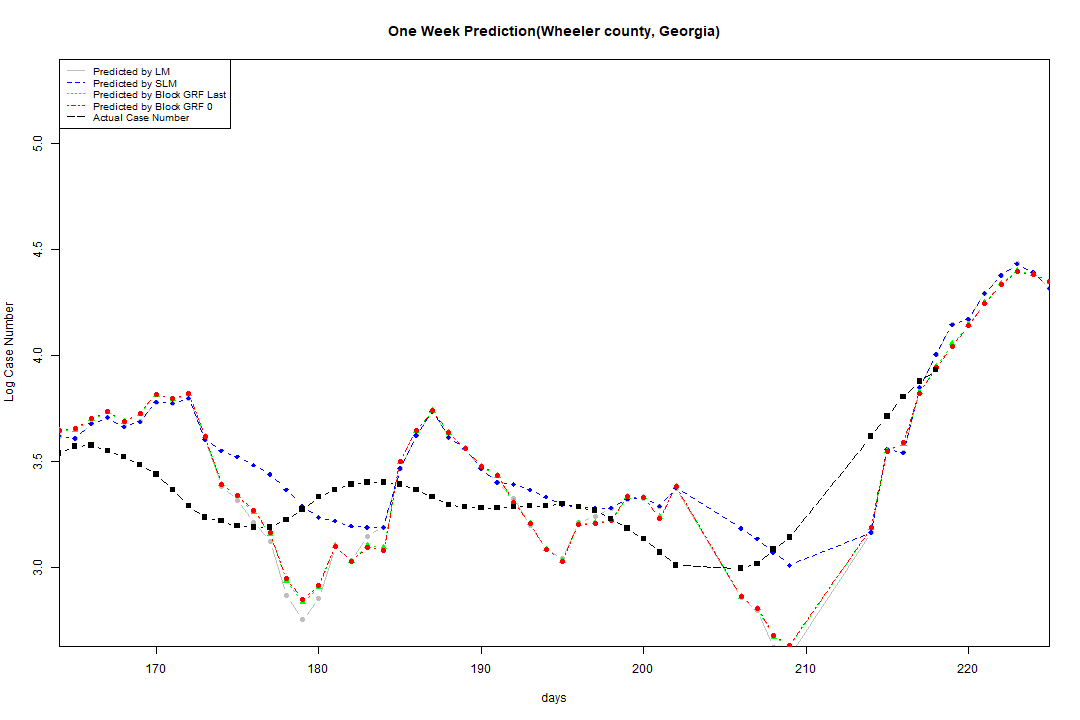 One Week Prediction(Wheeler county, Georgia)
Predicted by LM
Predicted by SLM
Predicted by Block GRF Last
Predicted by Block GRF 0
Actual Case Number
Log Case Number
5.0
4.5
4.0
3.5
3.0
170 180 190 200 210 220
days